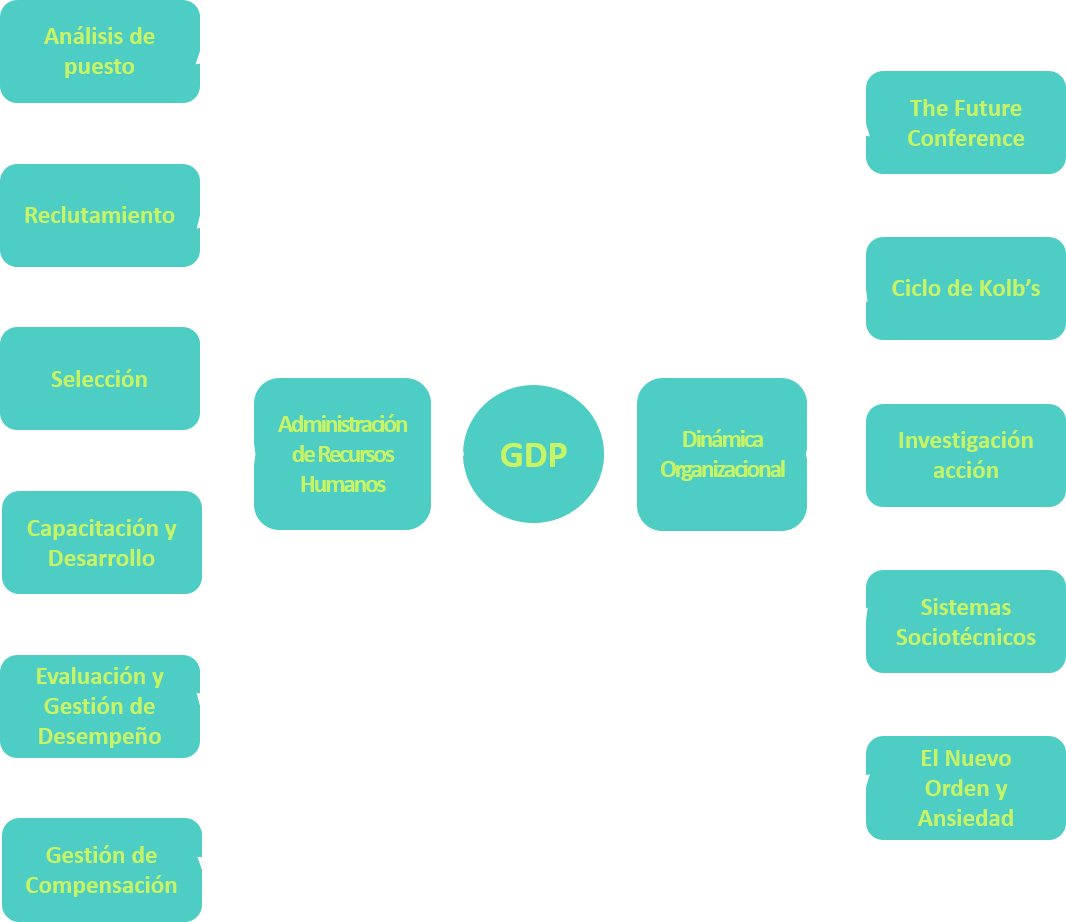 Análisis de
puesto
Reclutamiento
Selección
Capacitación y
Desarrollo
Evaluación y
Gestión de
Desempeño
Gestión de
Compensación
Administración
de Recursos
Humanos
GDP
Dinámica
Organizacional
The Future
Conference
Ciclo de Kolb’s
Investigación
acción
Sistemas
Sociotécnicos
El Nuevo
Orden y
Ansiedad